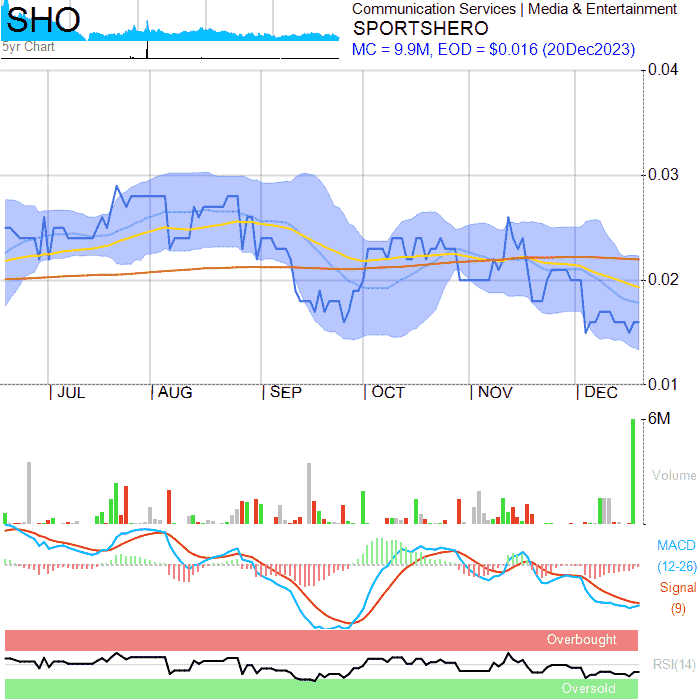 SHO
5yr Chart
Communication Services | Media & Entertainment
SPORTSHERO
MC = 9.9M, EOD = $0.016 (20Dec2023)
0.04
0.03
0.02
0.01
JUL
AUG
SEP
OCT
NOV
DEC
6M
Volume
MACD
(12-26)
Signal
(9)
Overbought
RSI(14)
Oversold